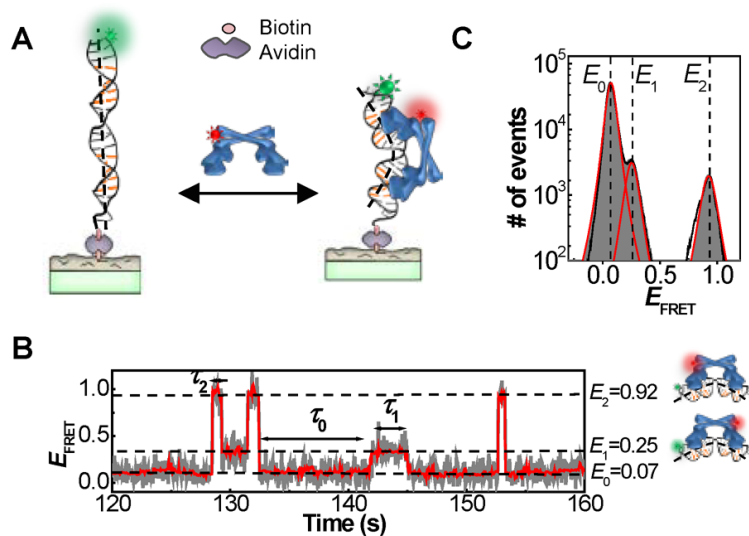 A
Biotin
Avidin
C
E0
E1
E2
10^5
10^4
10^3
10^2
# of events
0.0
0.5
1.0
EFRET
B
EFRET
1.0
0.5
0.0
τ2
τ0
τ1
E2=0.92
E1=0.25
E0=0.07
120
130
140
150
160
Time (s)